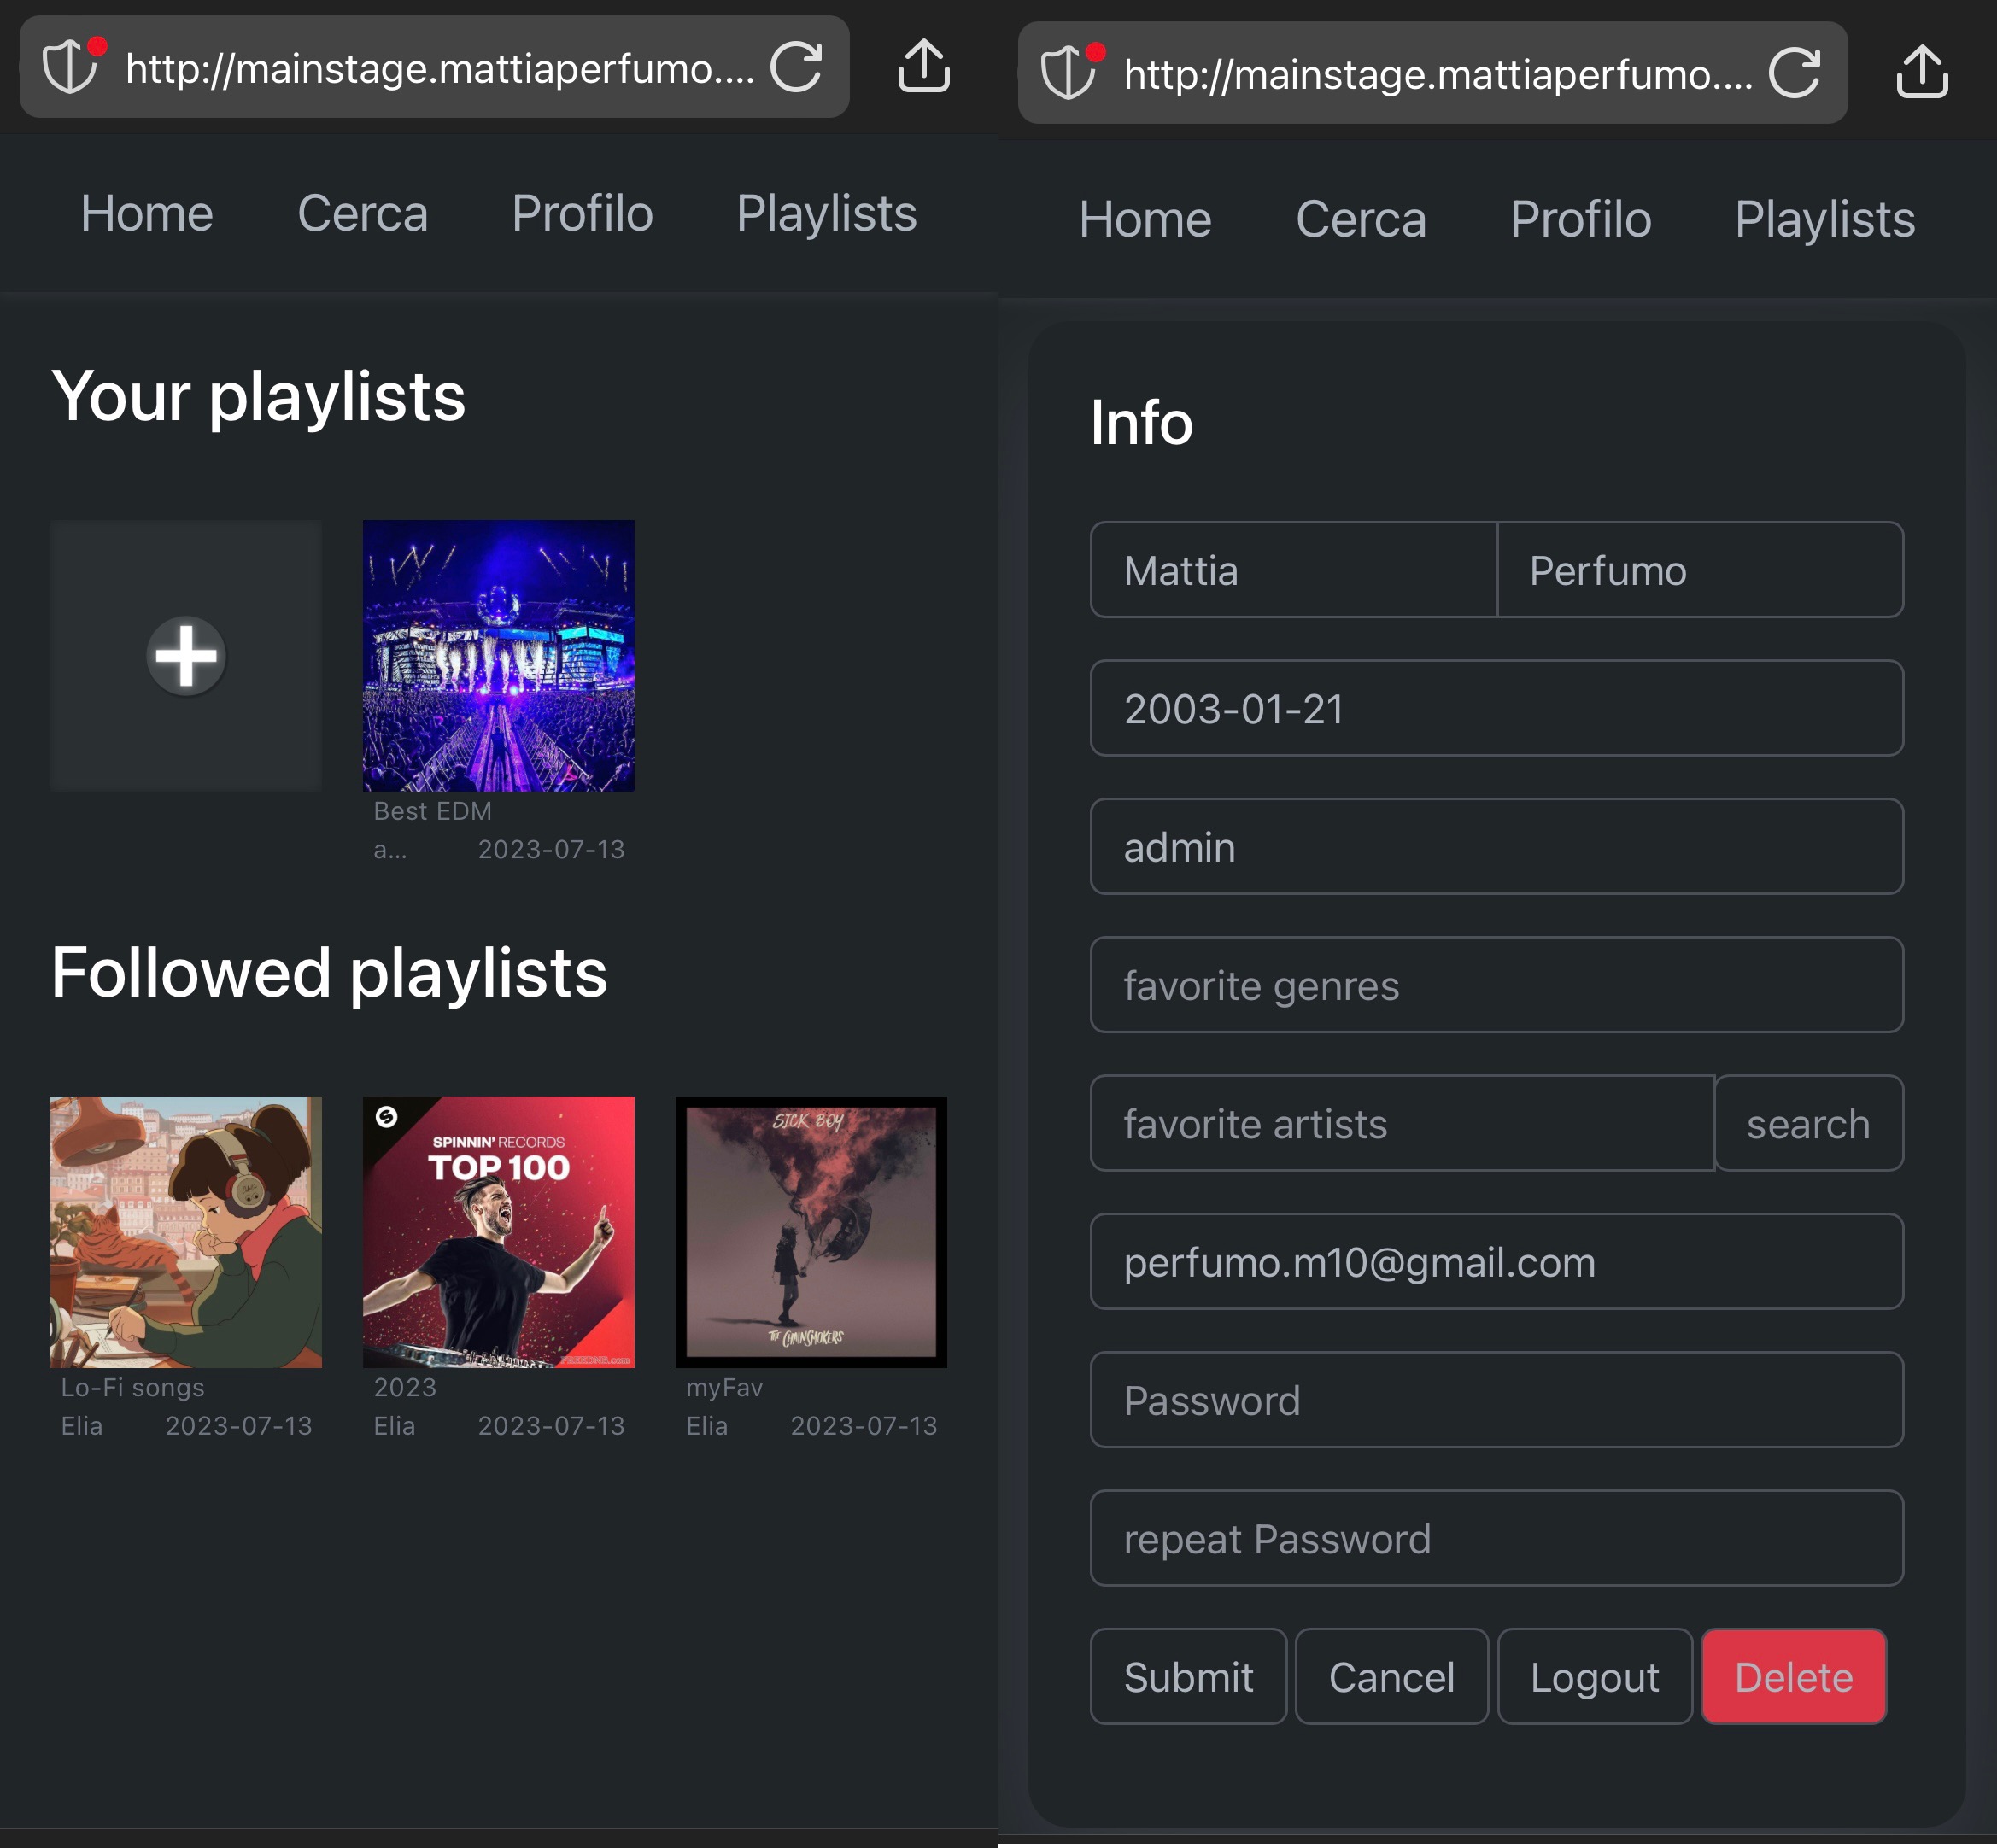 http://mainstage.mattiaperfumo....
Home Cerca Profilo Playlists
Your playlists
Best EDM
a... 2023-07-13
Followed playlists
SPINNIN' RECORDS
TOP 100
SICK BOY
THE CHAINSMOKERS
Lo-Fi songs
Elia 2023-07-13
2023
Elia 2023-07-13
myFav
Elia 2023-07-13
http://mainstage.mattiaperfumo....
Home Cerca Profilo Playlists
Info
Mattia Perfumo
2003-01-21
admin
favorite genres
favorite artists search
perfumo.m10@gmail.com
Password
repeat Password
Submit Cancel Logout Delete